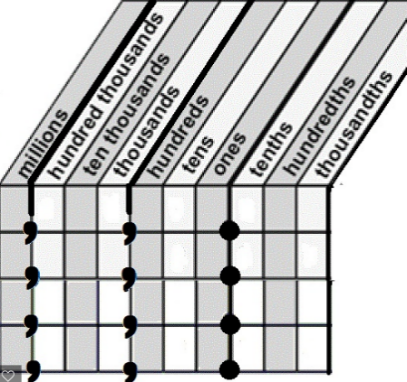 millions
hundred thousands
ten thousands
thousands
hundreds
tens
ones
tenths
hundredths
thousandths
,
,
,
,
,
,
,
,